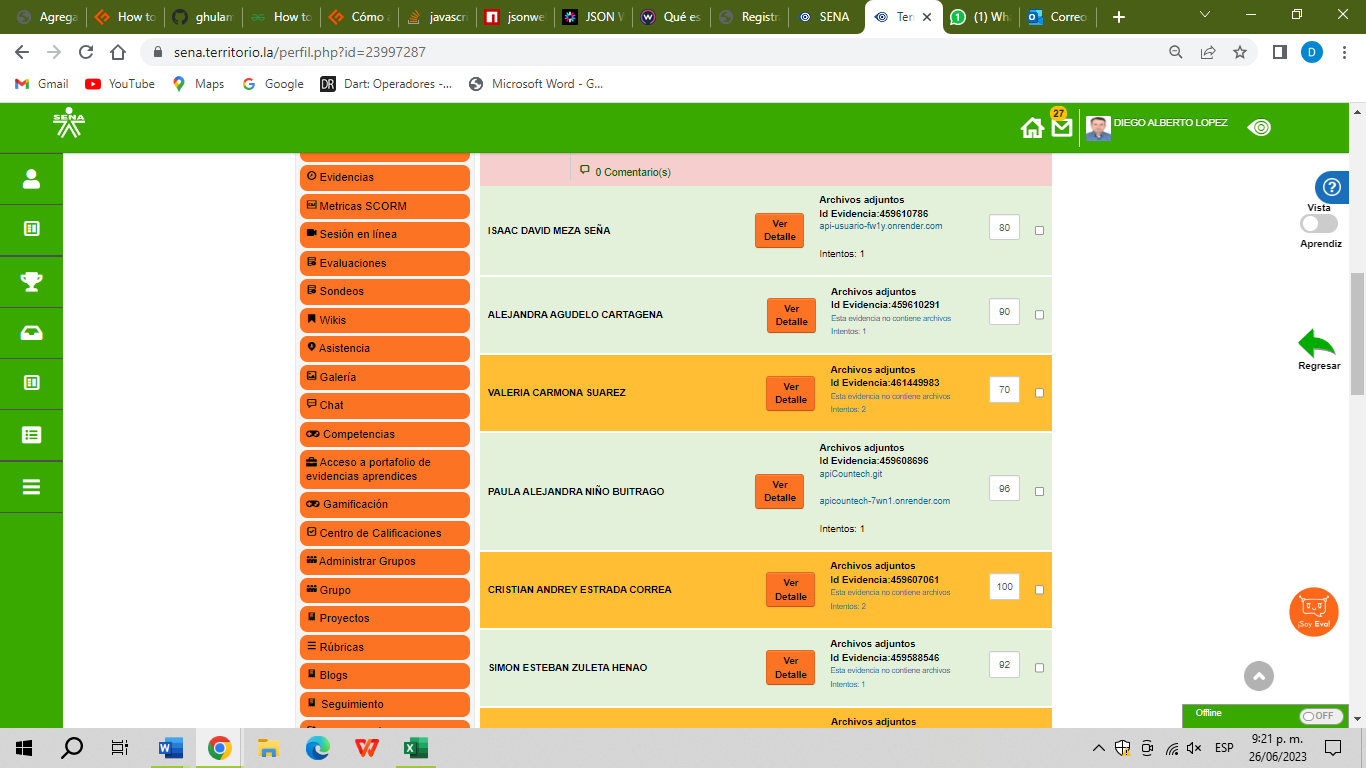 Agrega
How to
ghulam
How to
Cómo a
javascri
jsonwe
JSON W
Qué es
Registr
SENA
Terr
(1) Wha
Correo
sena.territorio.la/perfil.php?id=23997287
D
Gmail
YouTube
Maps
Google
DR
Dart: Operadores -...
Microsoft Word - G...
SENA
27
DIEGO ALBERTO LOPEZ
Evidencias
Metricas SCORM
Sesión en línea
Evaluaciones
Sondeos
Wikis
Asistencia
Galería
Chat
Competencias
Acceso a portafolio de
evidencias aprendices
Gamificación
Centro de Calificaciones
Administrar Grupos
Grupo
Proyectos
Rúbricas
Blogs
Seguimiento
0 Comentario(s)
ISAAC DAVID MEZA SEÑA
Ver
Detalle
Archivos adjuntos
Id Evidencia:459610786
api-usuario-fw1y.onrender.com
Intentos: 1
80
ALEJANDRA AGUDELO CARTAGENA
Ver
Detalle
Archivos adjuntos
Id Evidencia:459610291
Esta evidencia no contiene archivos
Intentos: 1
90
VALERIA CARMONA SUAREZ
Ver
Detalle
Archivos adjuntos
Id Evidencia:461449983
Esta evidencia no contiene archivos
Intentos: 2
70
PAULA ALEJANDRA NIÑO BUITRAGO
Ver
Detalle
Archivos adjuntos
Id Evidencia:459608696
apiCountech.git
apicountech-7wn1.onrender.com
Intentos: 1
96
CRISTIAN ANDREY ESTRADA CORREA
Ver
Detalle
Archivos adjuntos
Id Evidencia:459607061
Esta evidencia no contiene archivos
Intentos: 2
100
SIMON ESTEBAN ZULETA HENAO
Ver
Detalle
Archivos adjuntos
Id Evidencia:459588546
Esta evidencia no contiene archivos
Intentos: 1
92
Archivos adjuntos
?
Vista
Aprendiz
Regresar
¡Soy Eva!
Offline
OFF
ESP
9:21 p. m.
26/06/2023